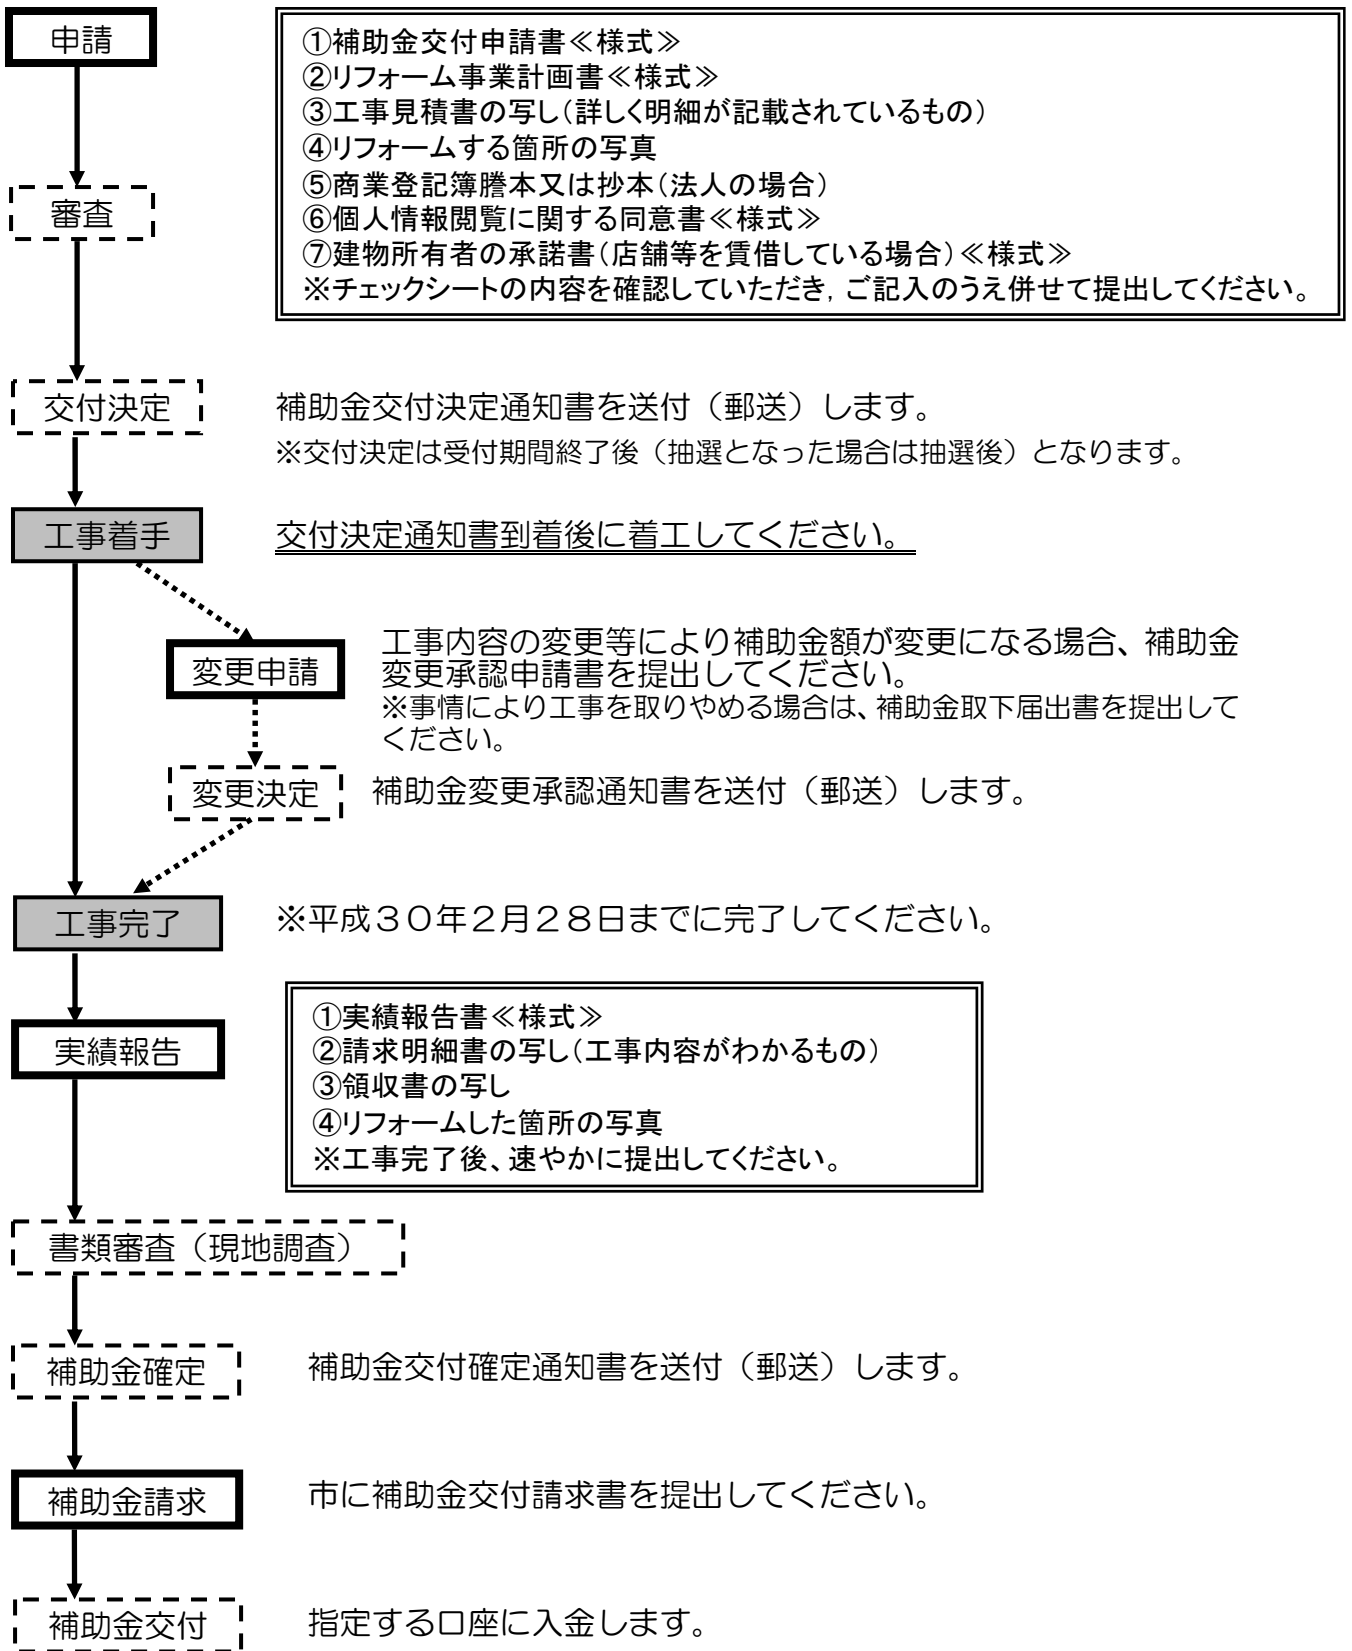 申請
①補助金交付申請書≪様式≫
②リフォーム事業計画書≪様式≫
③工事見積書の写し（詳しく明細が記載されているもの）
④リフォームする箇所の写真
⑤商業登記簿謄本又は抄本（法人の場合）
⑥個人情報閲覧に関する同意書≪様式≫
⑦建物所有者の承諾書（店舗等を賃借している場合）≪様式≫
※チェックシートの内容を確認していただき，ご記入のうえ併せて提出してください。
審査
交付決定
補助金交付決定通知書を送付（郵送）します。
※交付決定は受付期間終了後（抽選となった場合は抽選後）となります。
工事着手
交付決定通知書到着後に着工してください。
変更申請
工事内容の変更等により補助金額が変更になる場合、補助金
変更承認申請書を提出してください。
※事情により工事を取りやめる場合は、補助金取下届出書を提出して
ください。
変更決定
補助金変更承認通知書を送付（郵送）します。
工事完了
※平成３０年２月２８日までに完了してください。
実績報告
①実績報告書≪様式≫
②請求明細書の写し（工事内容がわかるもの）
③領収書の写し
④リフォームした箇所の写真
※工事完了後、速やかに提出してください。
書類審査（現地調査）
補助金確定
補助金交付確定通知書を送付（郵送）します。
補助金請求
市に補助金交付請求書を提出してください。
補助金交付
指定する口座に入金します。